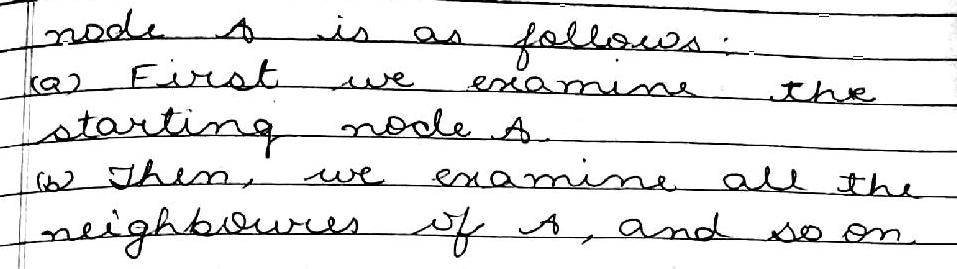 node A is as follows:
(a) First we examine the
starting node A
(b) Then, we examine all the
neighboures of A, and so on.